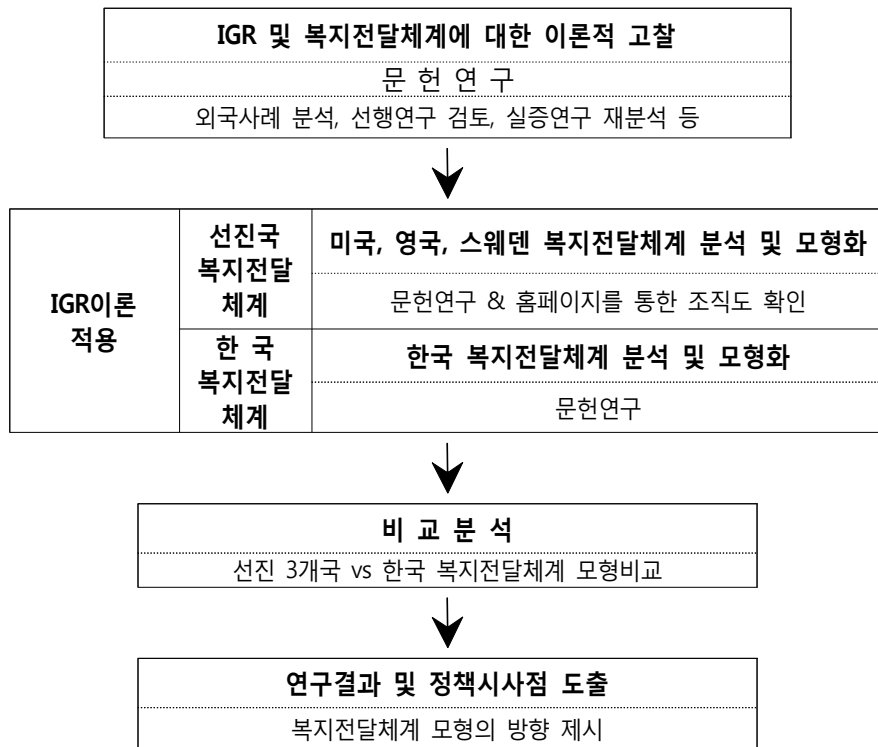 IGR 및 복지전달체계에 대한 이론적 고찰
문 헌 연 구
외국사례 분석, 선행연구 검토, 실증연구 재분석 등
IGR이론
적용
선진국
복지전달
체계
미국, 영국, 스웨덴 복지전달체계 분석 및 모형화
문헌연구 & 홈페이지를 통한 조직도 확인
한 국
복지전달
체계
한국 복지전달체계 분석 및 모형화
문헌연구
비 교 분 석
선진 3개국 vs 한국 복지전달체계 모형비교
연구결과 및 정책시사점 도출
복지전달체계 모형의 방향 제시